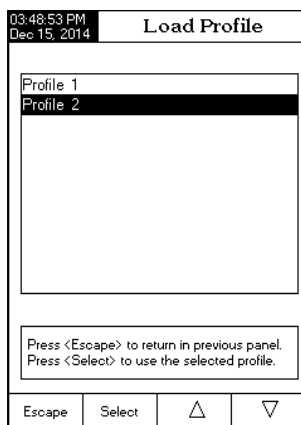 03:48:53 PM
Dec 15, 2014
Load Profile
Profile 1
Profile 2
Press <Escape> to return in previous panel.
Press <Select> to use the selected profile.
Escape
Select
△
▽